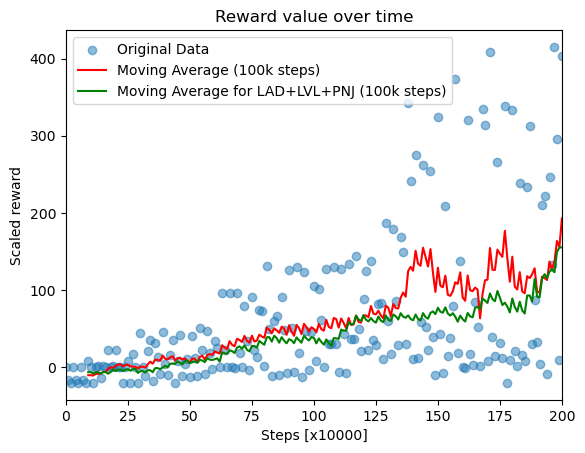 Reward value over time
Original Data
Moving Average (100k steps)
Moving Average for LAD+LVL+PNJ (100k steps)
Scaled reward
400
300
200
100
0
0 25 50 75 100 125 150 175 200
Steps [x10000]